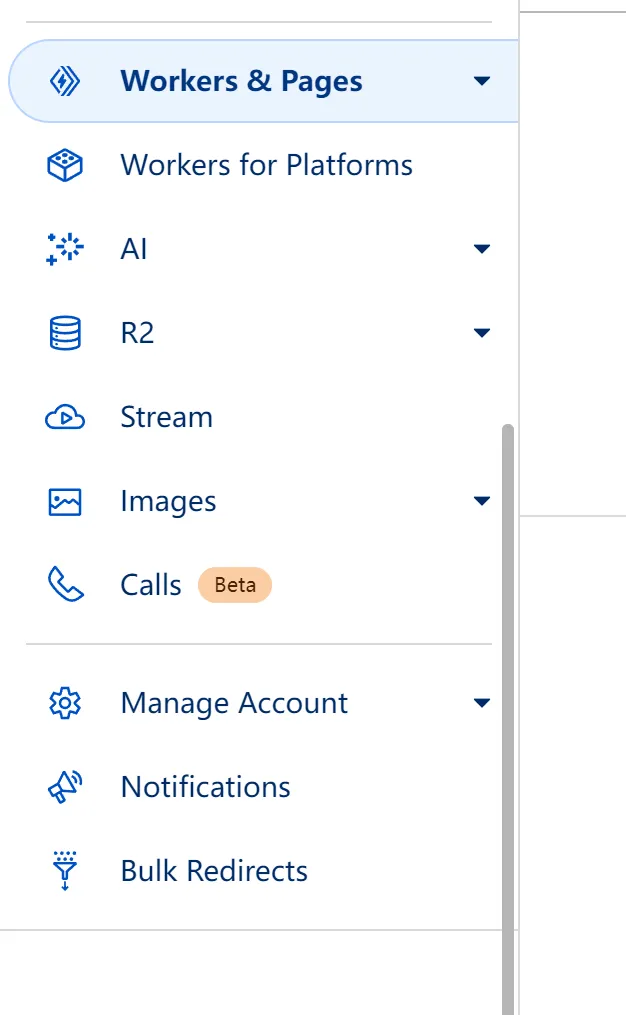 Workers & Pages
Workers for Platforms
AI
R2
Stream
Images
Calls Beta
Manage Account
Notifications
Bulk Redirects